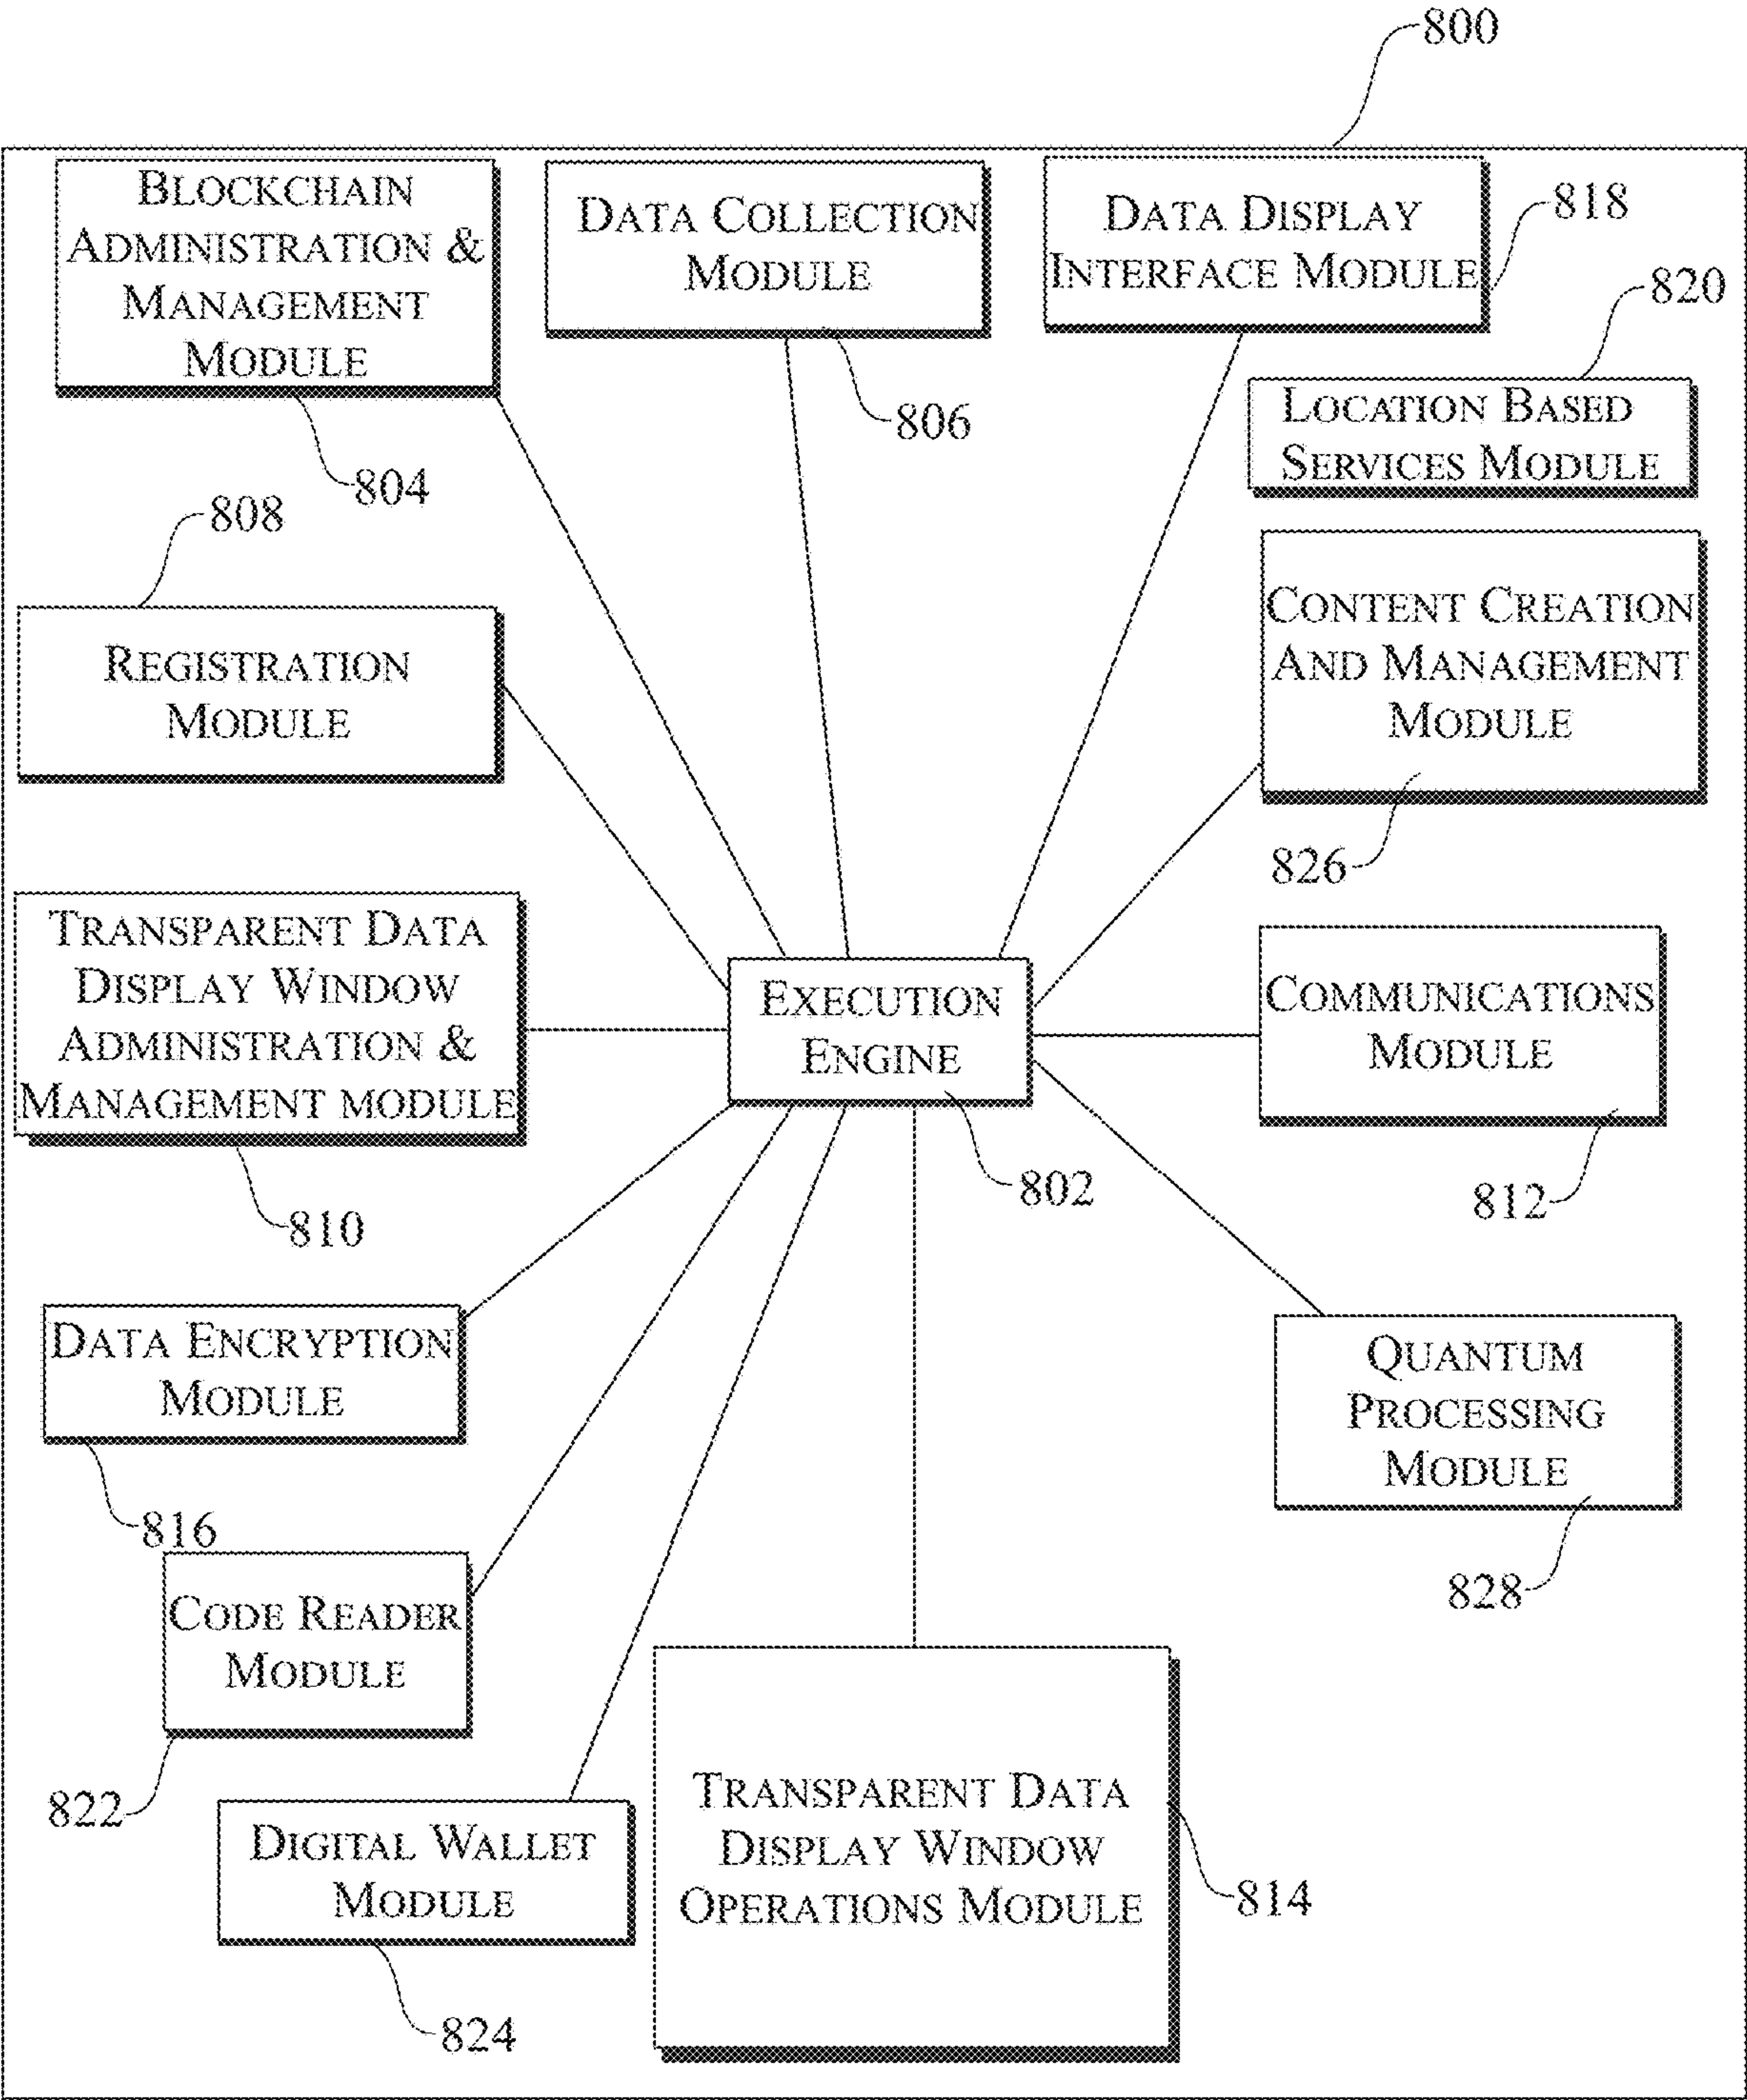 800
BLOCKCHAIN
ADMINISTRATION &
MANAGEMENT
MODULE
804
DATA COLLECTION
MODULE
806
DATA DISPLAY
INTERFACE MODULE
818
820
LOCATION BASED
SERVICES MODULE
808
REGISTRATION
MODULE
CONTENT CREATION
AND MANAGEMENT
MODULE
826
TRANSPARENT DATA
DISPLAY WINDOW
ADMINISTRATION &
MANAGEMENT MODULE
810
EXECUTION
ENGINE
802
COMMUNICATIONS
MODULE
812
DATA ENCRYPTION
MODULE
816
QUANTUM
PROCESSING
MODULE
828
CODE READER
MODULE
822
DIGITAL WALLET
MODULE
824
TRANSPARENT DATA
DISPLAY WINDOW
OPERATIONS MODULE
814